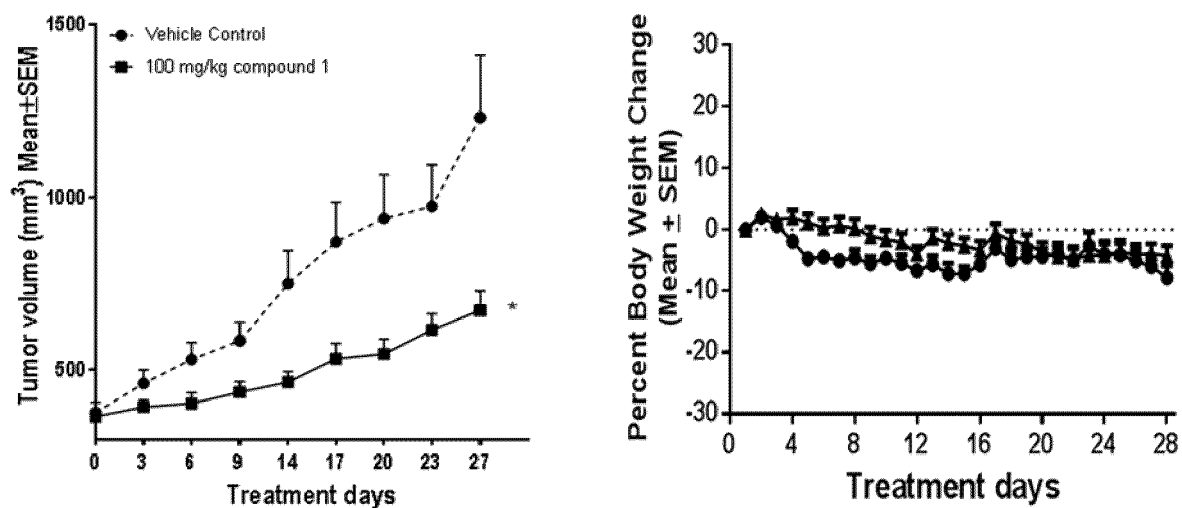 Tumor volume (mm³) Mean±SEM
1500
1000
500
Vehicle Control
100 mg/kg compound 1
*
0 3 6 9 14 17 20 23 27
Treatment days
Percent Body Weight Change
(Mean ± SEM)
30
20
10
0
-10
-20
-30
0 4 8 12 16 20 24 28
Treatment days